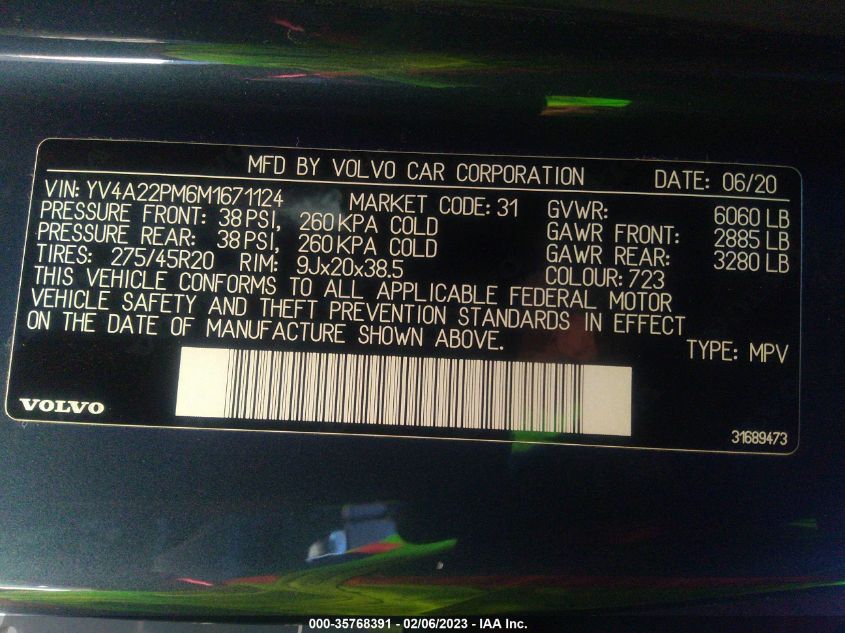 MFD BY VOLVO CAR CORPORATION DATE: 06/20
VIN: YV4A22PM6M1671124 MARKET CODE: 31 GVWR: 6060 LB
PRESSURE FRONT: 38 PSI, 260 KPA COLD GAWR FRONT: 2885 LB
PRESSURE REAR: 38 PSI, 260 KPA COLD GAWR REAR: 3280 LB
TIRES: 275/45R20 RIM: 9Jx20x38.5 COLOUR: 723
THIS VEHICLE CONFORMS TO ALL APPLICABLE FEDERAL MOTOR
VEHICLE SAFETY AND THEFT PREVENTION STANDARDS IN EFFECT
ON THE DATE OF MANUFACTURE SHOWN ABOVE. TYPE: MPV
VOLVO
31689473
000-35768391 - 02/06/2023 - IAA Inc.